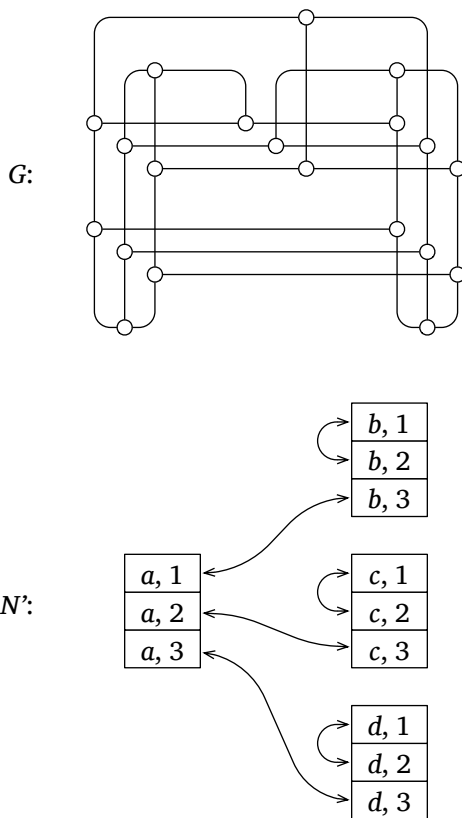 G:
b, 1
b, 2
b, 3
a, 1
a, 2
a, 3
N’:
c, 1
c, 2
c, 3
d, 1
d, 2
d, 3